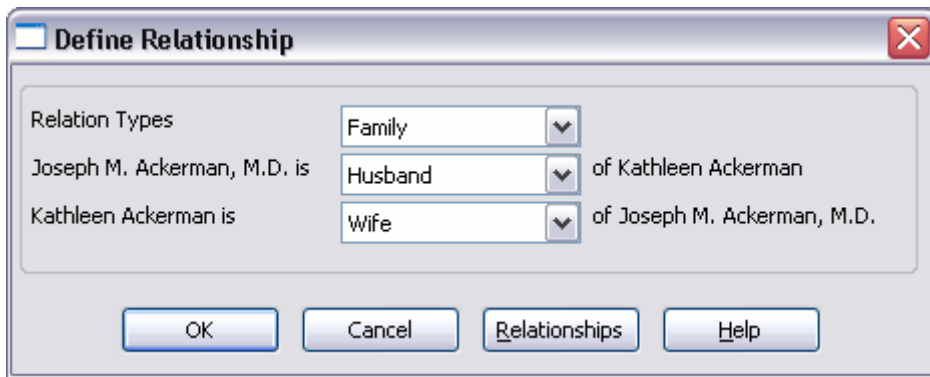 Define Relationship
Relation Types Family
Joseph M. Ackerman, M.D. is Husband of Kathleen Ackerman
Kathleen Ackerman is Wife of Joseph M. Ackerman, M.D.
OK Cancel Relationships Help